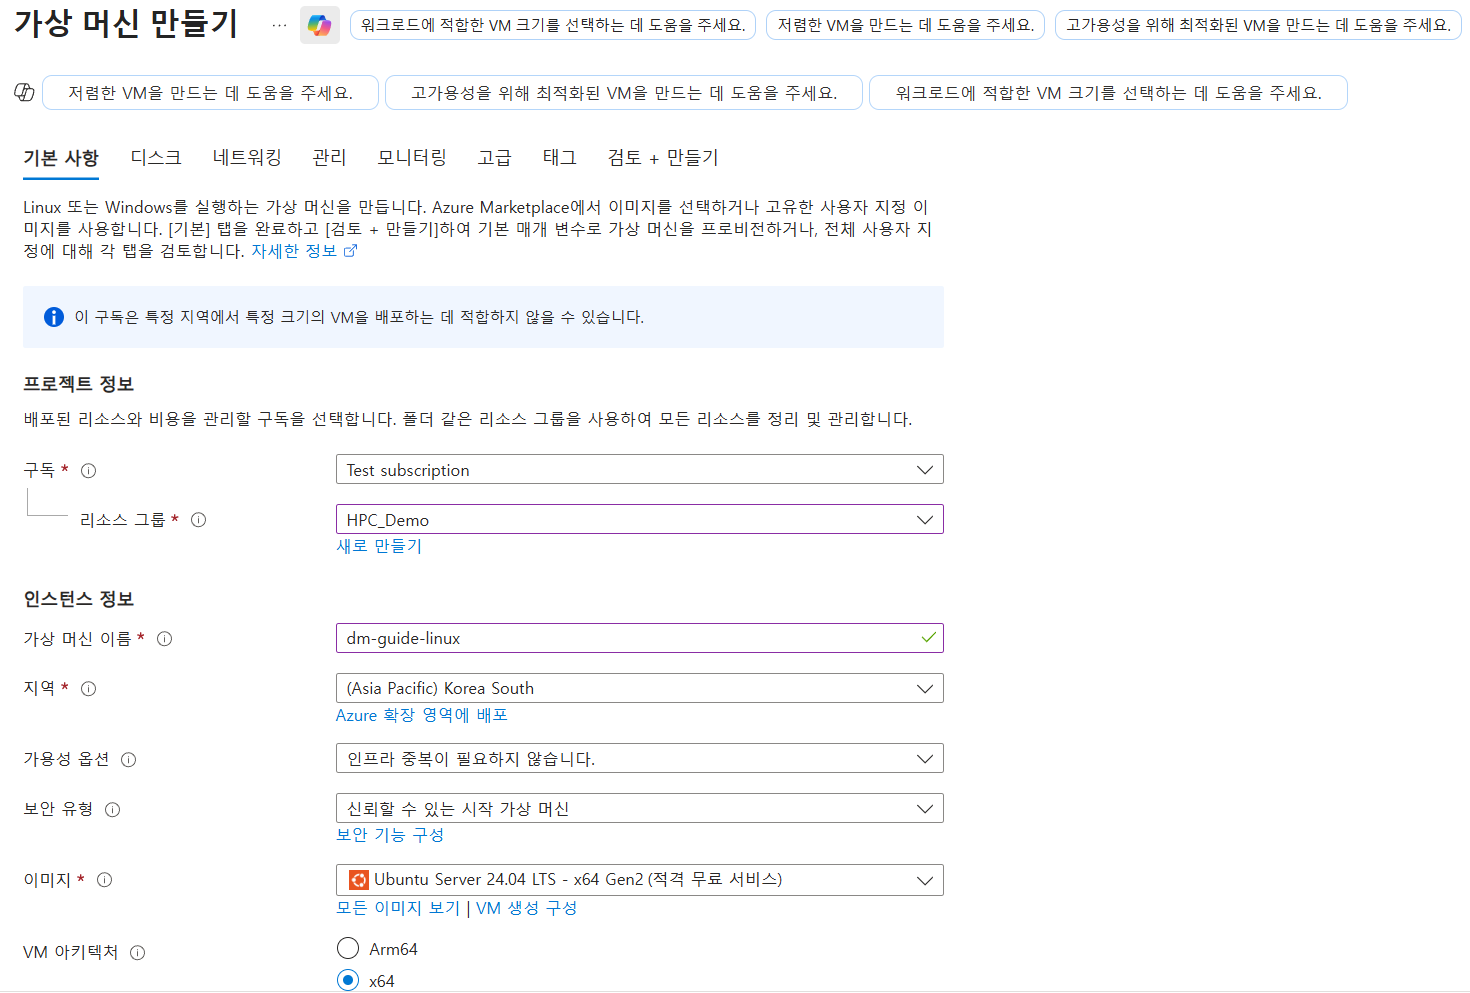 가상 머신 만들기
...
워크로드에 적합한 VM 크기를 선택하는 데 도움을 주세요.
저렴한 VM을 만드는 데 도움을 주세요.
고가용성을 위해 최적화된 VM을 만드는 데 도움을 주세요.
저렴한 VM을 만드는 데 도움을 주세요.
고가용성을 위해 최적화된 VM을 만드는 데 도움을 주세요.
워크로드에 적합한 VM 크기를 선택하는 데 도움을 주세요.
기본 사항 디스크 네트워킹 관리 모니터링 고급 태그 검토 + 만들기
Linux 또는 Windows를 실행하는 가상 머신을 만듭니다. Azure Marketplace에서 이미지를 선택하거나 고유한 사용자 지정 이
미지를 사용합니다. [기본] 탭을 완료하고 [검토 + 만들기]하여 기본 매개 변수로 가상 머신을 프로비전하거나, 전체 사용자 지
정에 대해 각 탭을 검토합니다. 자세한 정보
이 구독은 특정 지역에서 특정 크기의 VM을 배포하는 데 적합하지 않을 수 있습니다.
프로젝트 정보
배포된 리소스와 비용을 관리할 구독을 선택합니다. 폴더 같은 리소스 그룹을 사용하여 모든 리소스를 정리 및 관리합니다.
구독 *
Test subscription
리소스 그룹 *
HPC_Demo
새로 만들기
인스턴스 정보
가상 머신 이름 *
dm-guide-linux
지역 *
(Asia Pacific) Korea South
Azure 확장 영역에 배포
가용성 옵션
인프라 중복이 필요하지 않습니다.
보안 유형
신뢰할 수 있는 시작 가상 머신
보안 기능 구성
이미지 *
Ubuntu Server 24.04 LTS - x64 Gen2 (적격 무료 서비스)
모든 이미지 보기 | VM 생성 구성
VM 아키텍처
Arm64
x64